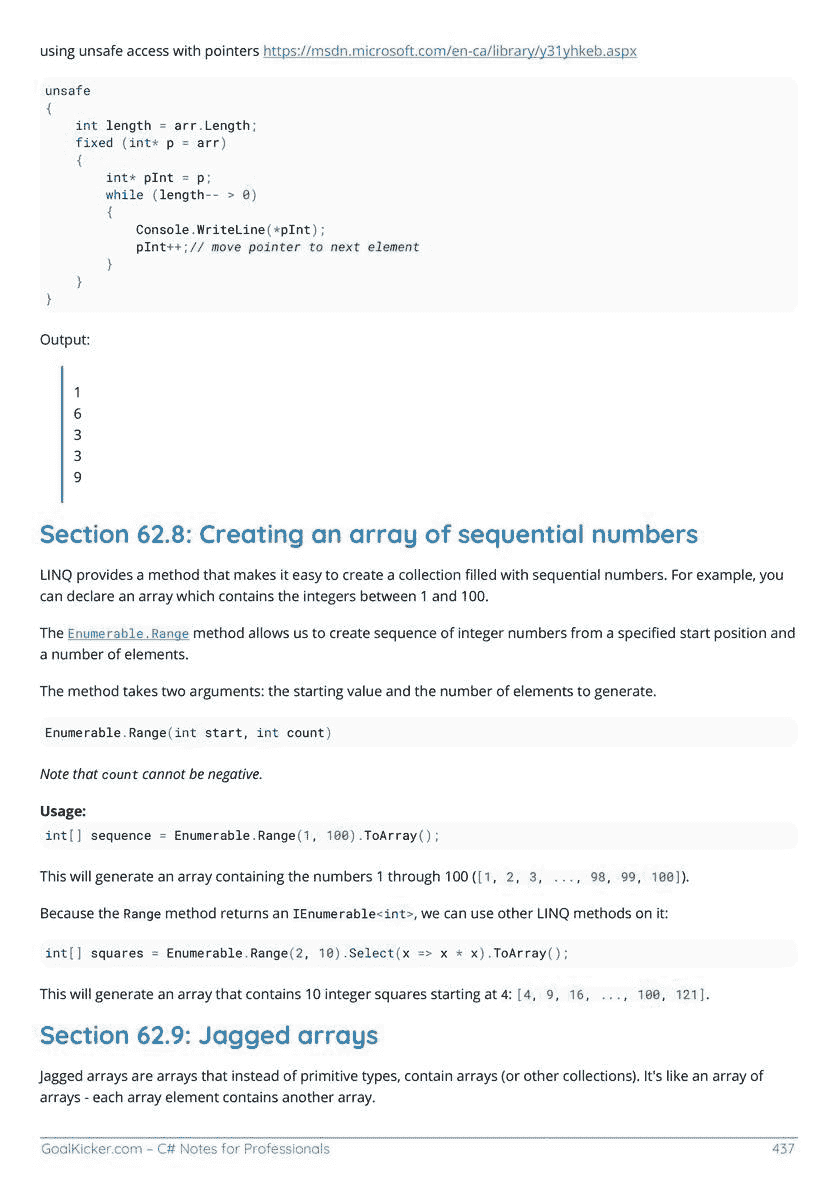 using unsafe access with pointers https://msdn.microsoft.com/en-ca/library/y31yhkeb.aspx
unsafe
{
    int length = arr.Length;
    fixed (int* p = arr)
    {
        int* pInt = p;
        while (length-- > 0)
        {
            Console.WriteLine(*pInt);
            pInt++;// move pointer to next element
        }
    }
}
Output:
1
6
3
3
9
Section 62.8: Creating an array of sequential numbers
LINQ provides a method that makes it easy to create a collection filled with sequential numbers. For example, you
can declare an array which contains the integers between 1 and 100.
The Enumerable.Range method allows us to create sequence of integer numbers from a specified start position and
a number of elements.
The method takes two arguments: the starting value and the number of elements to generate.
Enumerable.Range(int start, int count)
Note that count cannot be negative.
Usage:
int[] sequence = Enumerable.Range(1, 100).ToArray();
This will generate an array containing the numbers 1 through 100 ([1, 2, 3, ..., 98, 99, 100]).
Because the Range method returns an IEnumerable<int>, we can use other LINQ methods on it:
int[] squares = Enumerable.Range(2, 10).Select(x => x * x).ToArray();
This will generate an array that contains 10 integer squares starting at 4: [4, 9, 16, ..., 100, 121].
Section 62.9: Jagged arrays
Jagged arrays are arrays that instead of primitive types, contain arrays (or other collections). It's like an array of
arrays - each array element contains another array.
GoalKicker.com – C# Notes for Professionals 437